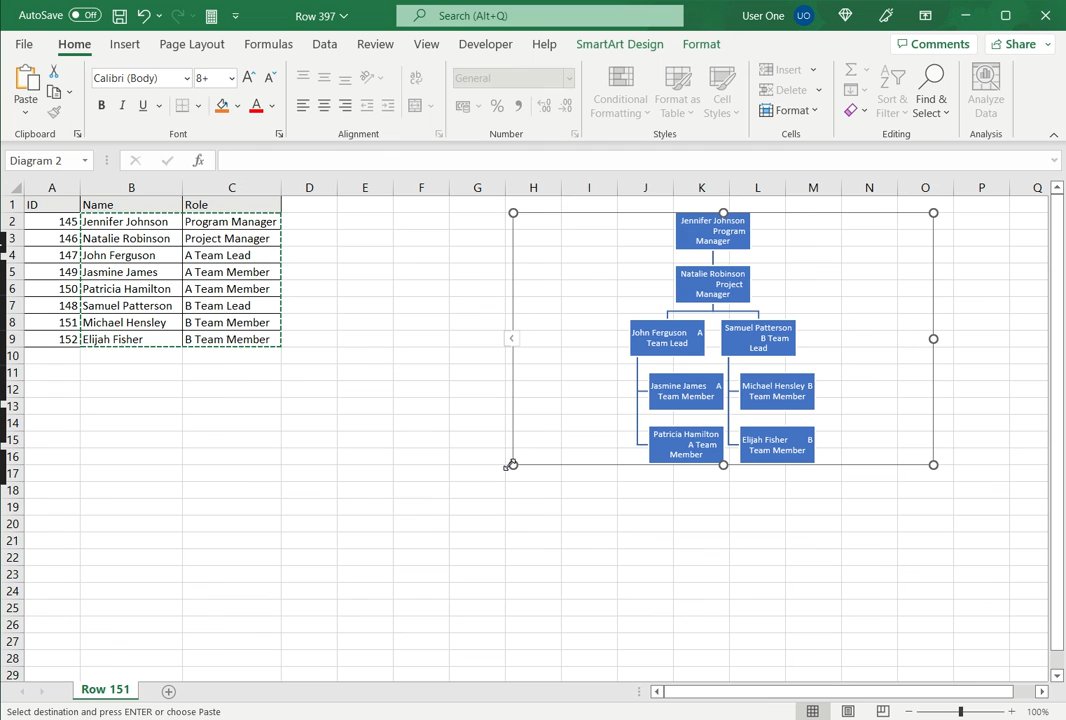 AutoSave Off Row 397 Search (Alt+Q) User One UO
File Home Insert Page Layout Formulas Data Review View Developer Help SmartArt Design Format Comments Share
Calibri (Body) 8+ General Insert
Paste Conditional Format as Cell Delete Sort & Find & Analyze
B I U Formatting Table Styles Format Filter Select Data
Clipboard Font Alignment Number Styles Cells Editing Analysis
Diagram 2 fx
A B C D E F G H I J K L M N O P Q
1 ID Name Role
2 145 Jennifer Johnson Program Manager
3 146 Natalie Robinson Project Manager
4 147 John Ferguson A Team Lead
5 149 Jasmine James A Team Member
6 150 Patricia Hamilton A Team Member
7 148 Samuel Patterson B Team Lead
8 151 Michael Hensley B Team Member
9 152 Elijah Fisher B Team Member
10
11
12
13
14
15
16
17
18
19
20
21
22
23
24
25
26
27
28
29
Jennifer Johnson
Program
Manager
Natalie Robinson
Project
Manager
John Ferguson A
Team Lead
Samuel Patterson
B Team
Lead
Jasmine James A
Team Member
Michael Hensley B
Team Member
Patricia Hamilton
A Team
Member
Elijah Fisher B
Team Member
Row 151
Select destination and press ENTER or choose Paste 100%